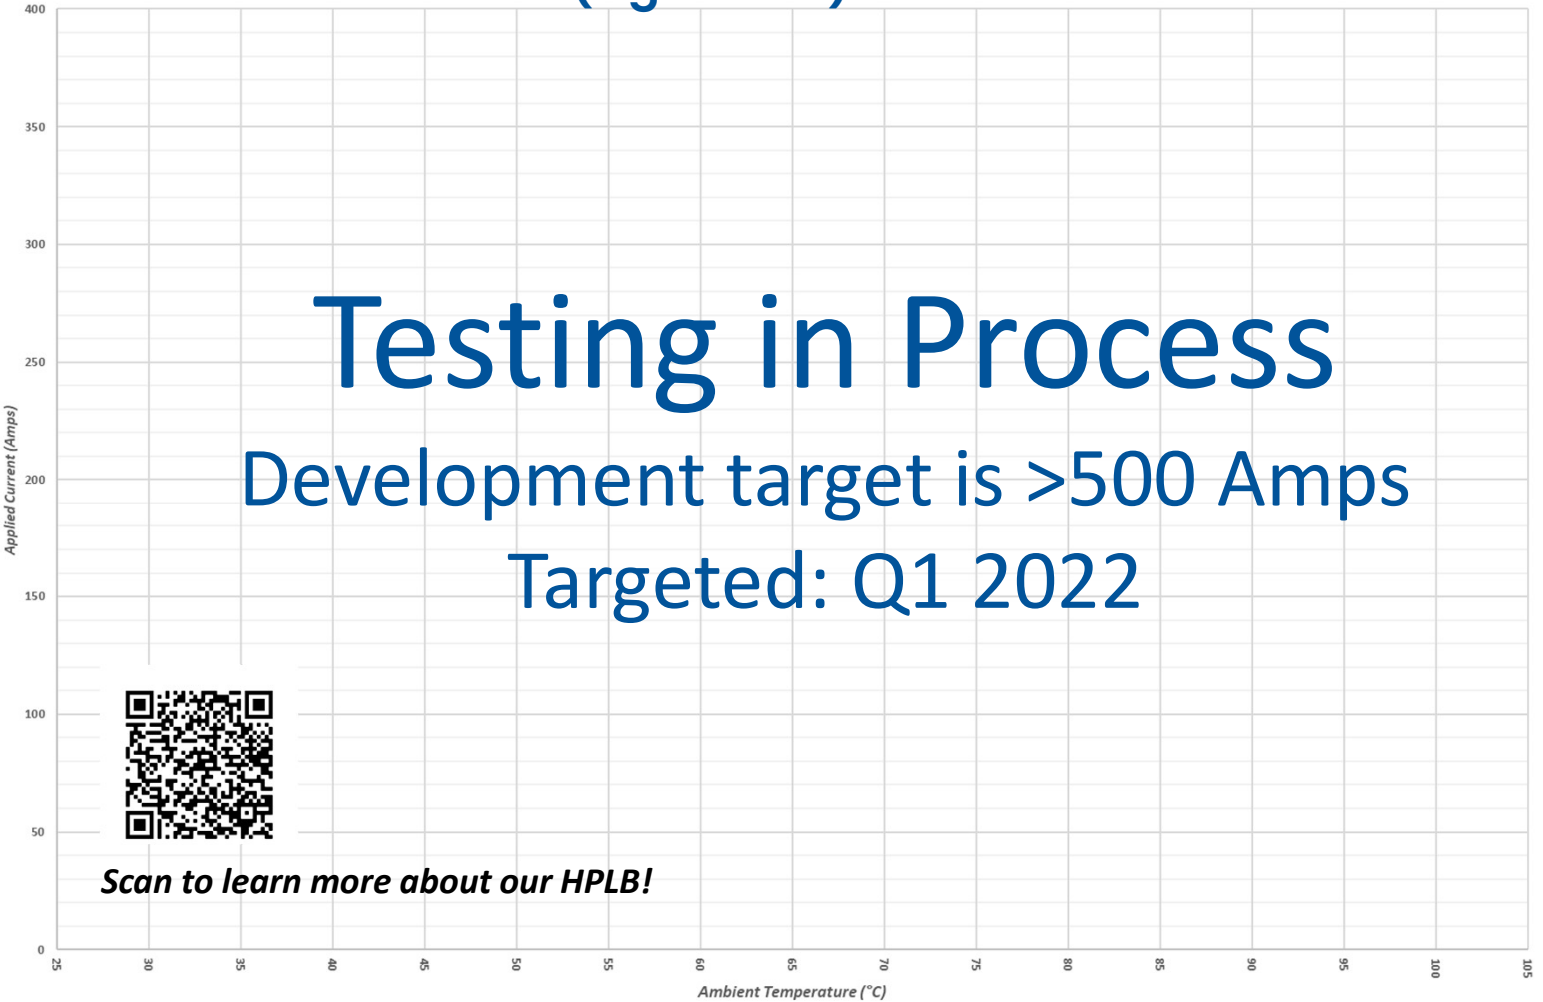 400
350
300
250
200
150
100
50
0
Applied Current (Amps)
Testing in Process
Development target is >500 Amps
Targeted: Q1 2022
Scan to learn more about our HPLB!
25 30 35 40 45 50 55 60 65 70 75 80 85 90 95 100 105
Ambient Temperature (°C)